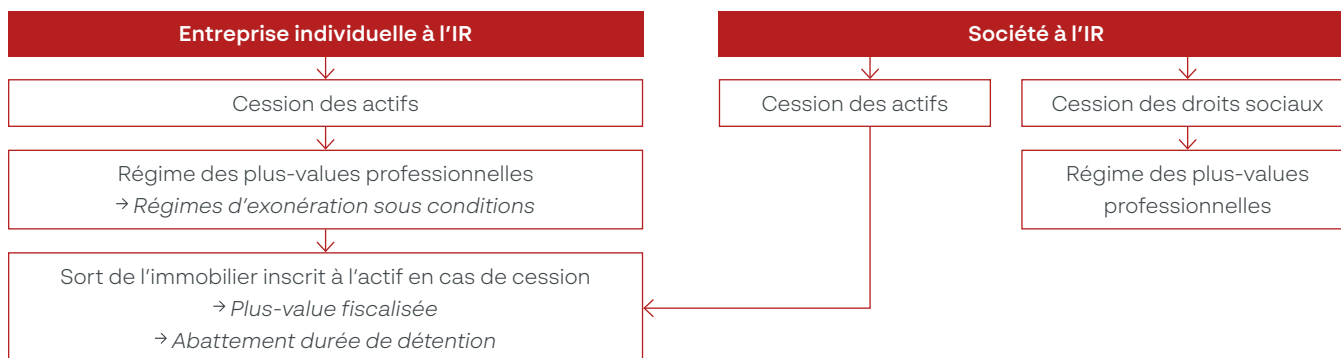 Entreprise individuelle à l'IR
Cession des actifs
Régime des plus-values professionnelles
→ Régimes d'exonération sous conditions
Sort de l'immobilier inscrit à l'actif en cas de cession
→ Plus-value fiscalisée
→ Abattement durée de détention
Société à l'IR
Cession des actifs
Cession des droits sociaux
Régime des plus-values
professionnelles